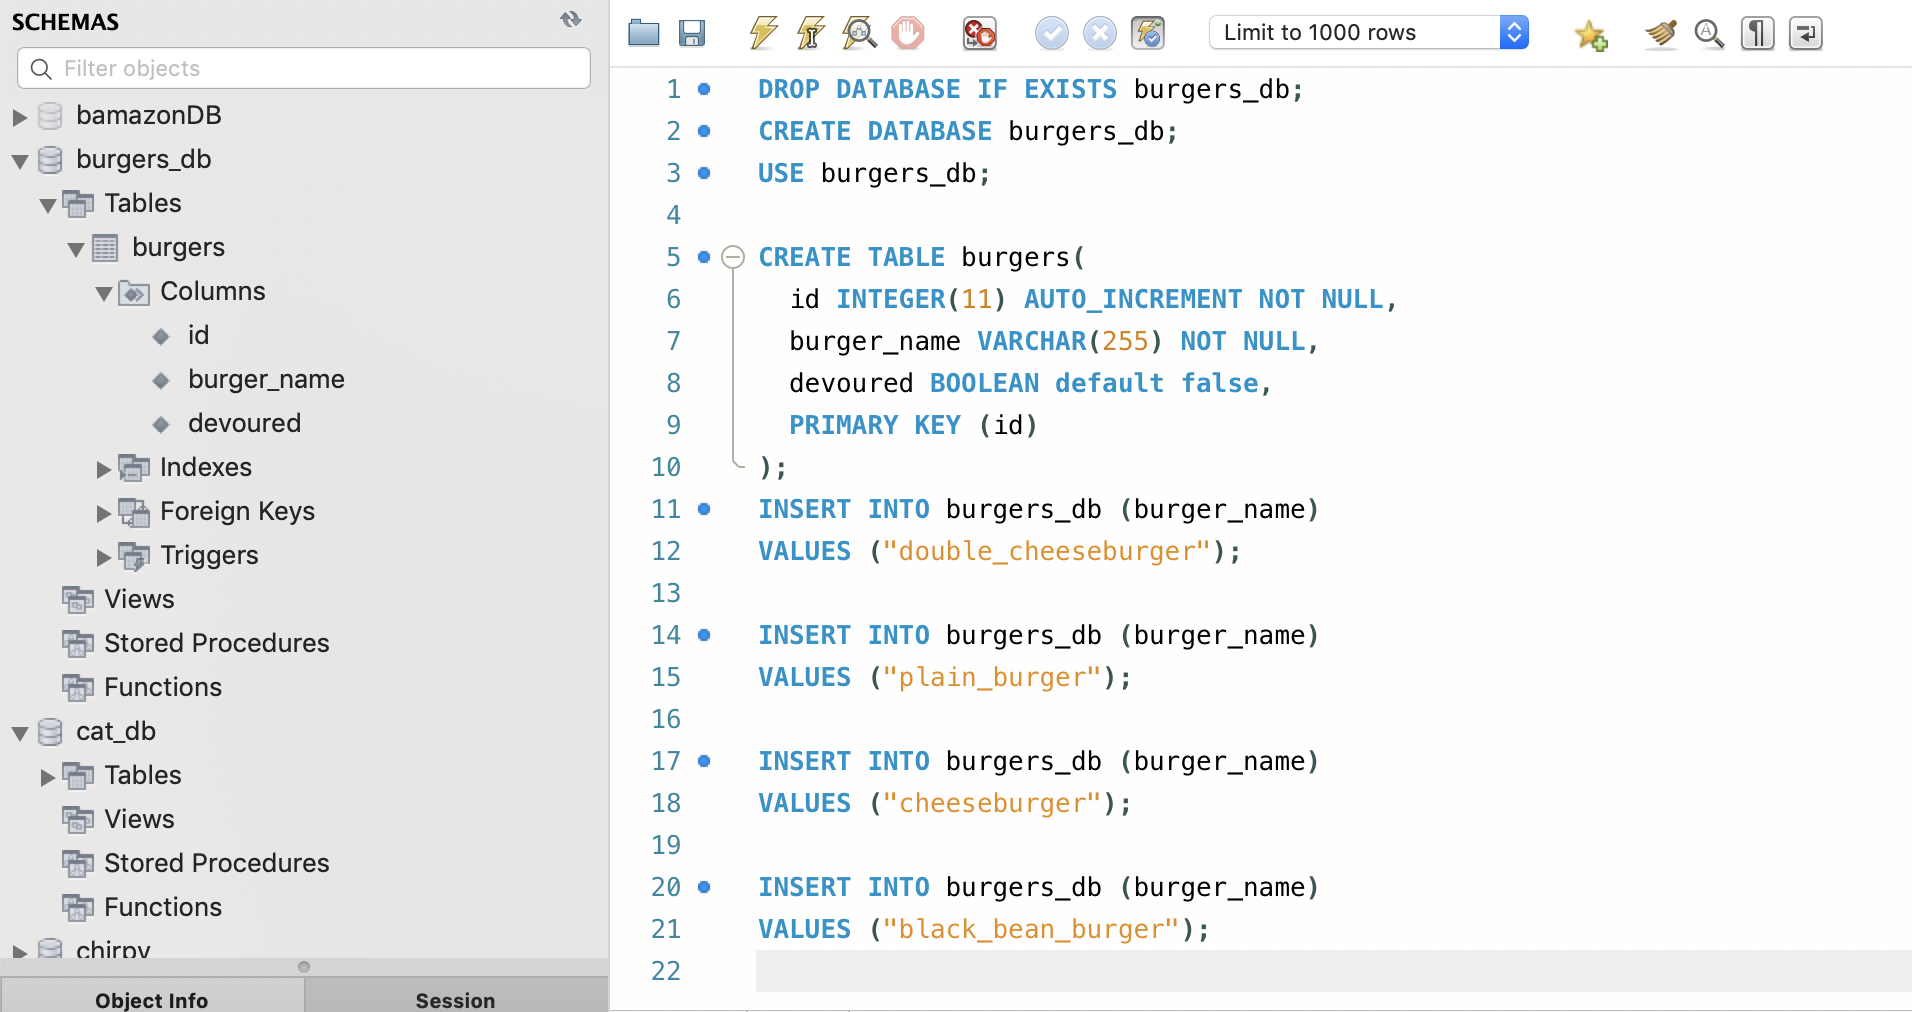 SCHEMAS
Filter objects
bamazonDB
burgers_db
Tables
burgers
Columns
id
burger_name
devoured
Indexes
Foreign Keys
Triggers
Views
Stored Procedures
Functions
cat_db
Tables
Views
Stored Procedures
Functions
chirpy
Object Info
Session
Limit to 1000 rows
1 DROP DATABASE IF EXISTS burgers_db;
2 CREATE DATABASE burgers_db;
3 USE burgers_db;
4
5 CREATE TABLE burgers(
6 id INTEGER(11) AUTO_INCREMENT NOT NULL,
7 burger_name VARCHAR(255) NOT NULL,
8 devoured BOOLEAN default false,
9 PRIMARY KEY (id)
10 );
11 INSERT INTO burgers_db (burger_name)
12 VALUES ("double_cheeseburger");
13
14 INSERT INTO burgers_db (burger_name)
15 VALUES ("plain_burger");
16
17 INSERT INTO burgers_db (burger_name)
18 VALUES ("cheeseburger");
19
20 INSERT INTO burgers_db (burger_name)
21 VALUES ("black_bean_burger");
22